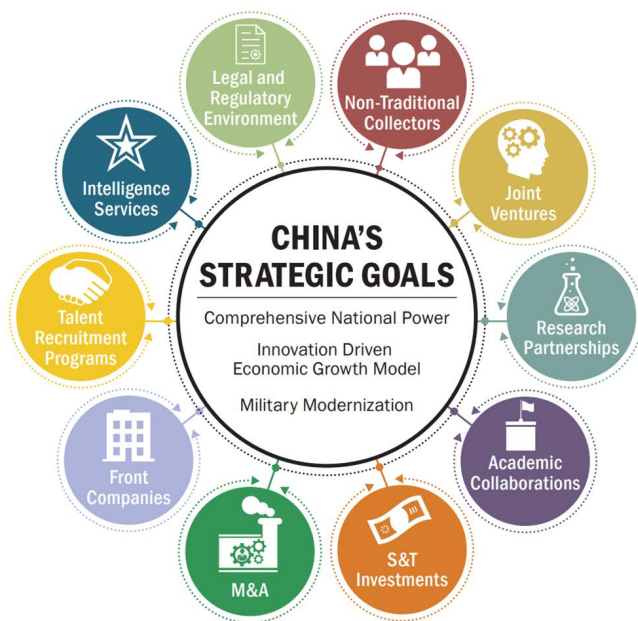 CHINA'S
STRATEGIC GOALS
Comprehensive National Power
Innovation Driven
Economic Growth Model
Military Modernization
Legal and
Regulatory
Environment
Non-Traditional
Collectors
Joint
Ventures
Research
Partnerships
Academic
Collaborations
S&T
Investments
M&A
Front
Companies
Talent
Recruitment
Programs
Intelligence
Services